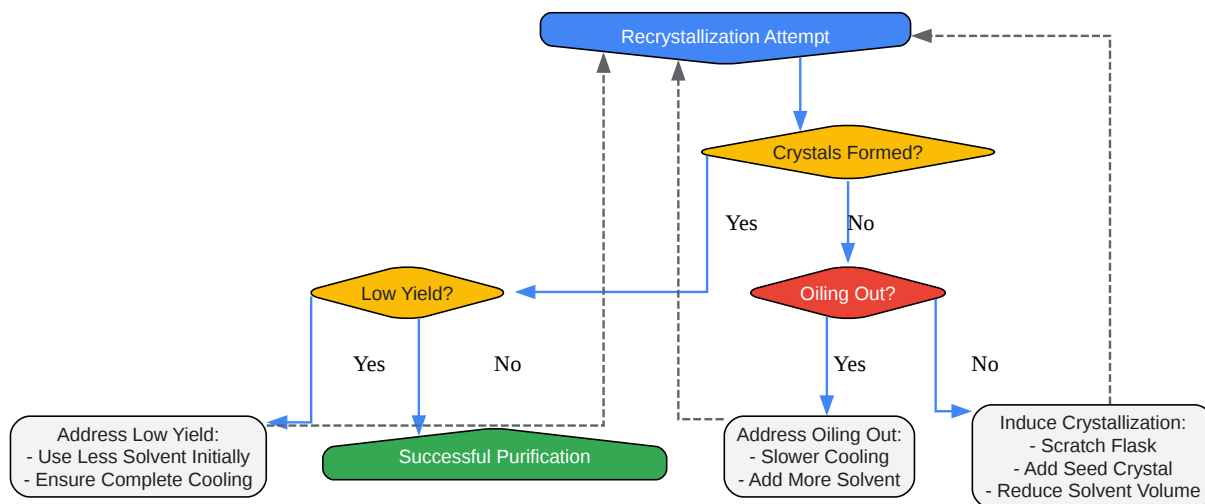 Recrystallization Attempt
Crystals Formed?
Yes
No
Low Yield?
Oiling Out?
Yes
No
Yes
No
Address Low Yield:
- Use Less Solvent Initially
- Ensure Complete Cooling
Successful Purification
Address Oiling Out:
- Slower Cooling
- Add More Solvent
Induce Crystallization:
- Scratch Flask
- Add Seed Crystal
- Reduce Solvent Volume